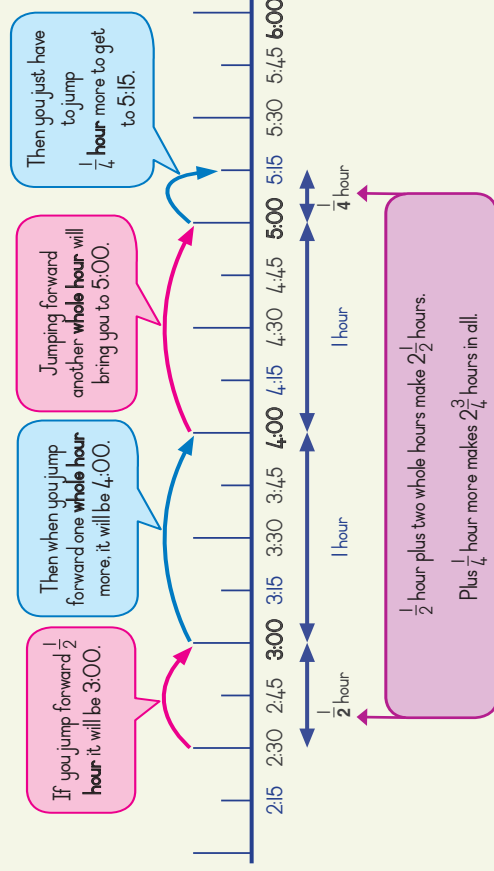 If you jump forward 1/2
hour it will be 3:00.
Then when you jump
forward one whole hour
more, it will be 4:00.
Jumping forward
another whole hour will
bring you to 5:00.
Then you just have
to jump
1/4 hour more to get
to 5:15.
2:15 2:30 2:45 3:00 3:15 3:30 3:45 4:00 4:15 4:30 4:45 5:00 5:15 5:30 5:45 6:00
1/2 hour 1 hour 1 hour 1/4 hour
1/2 hour plus two whole hours make 2 1/2 hours.
Plus 1/4 hour more makes 2 3/4 hours in all.